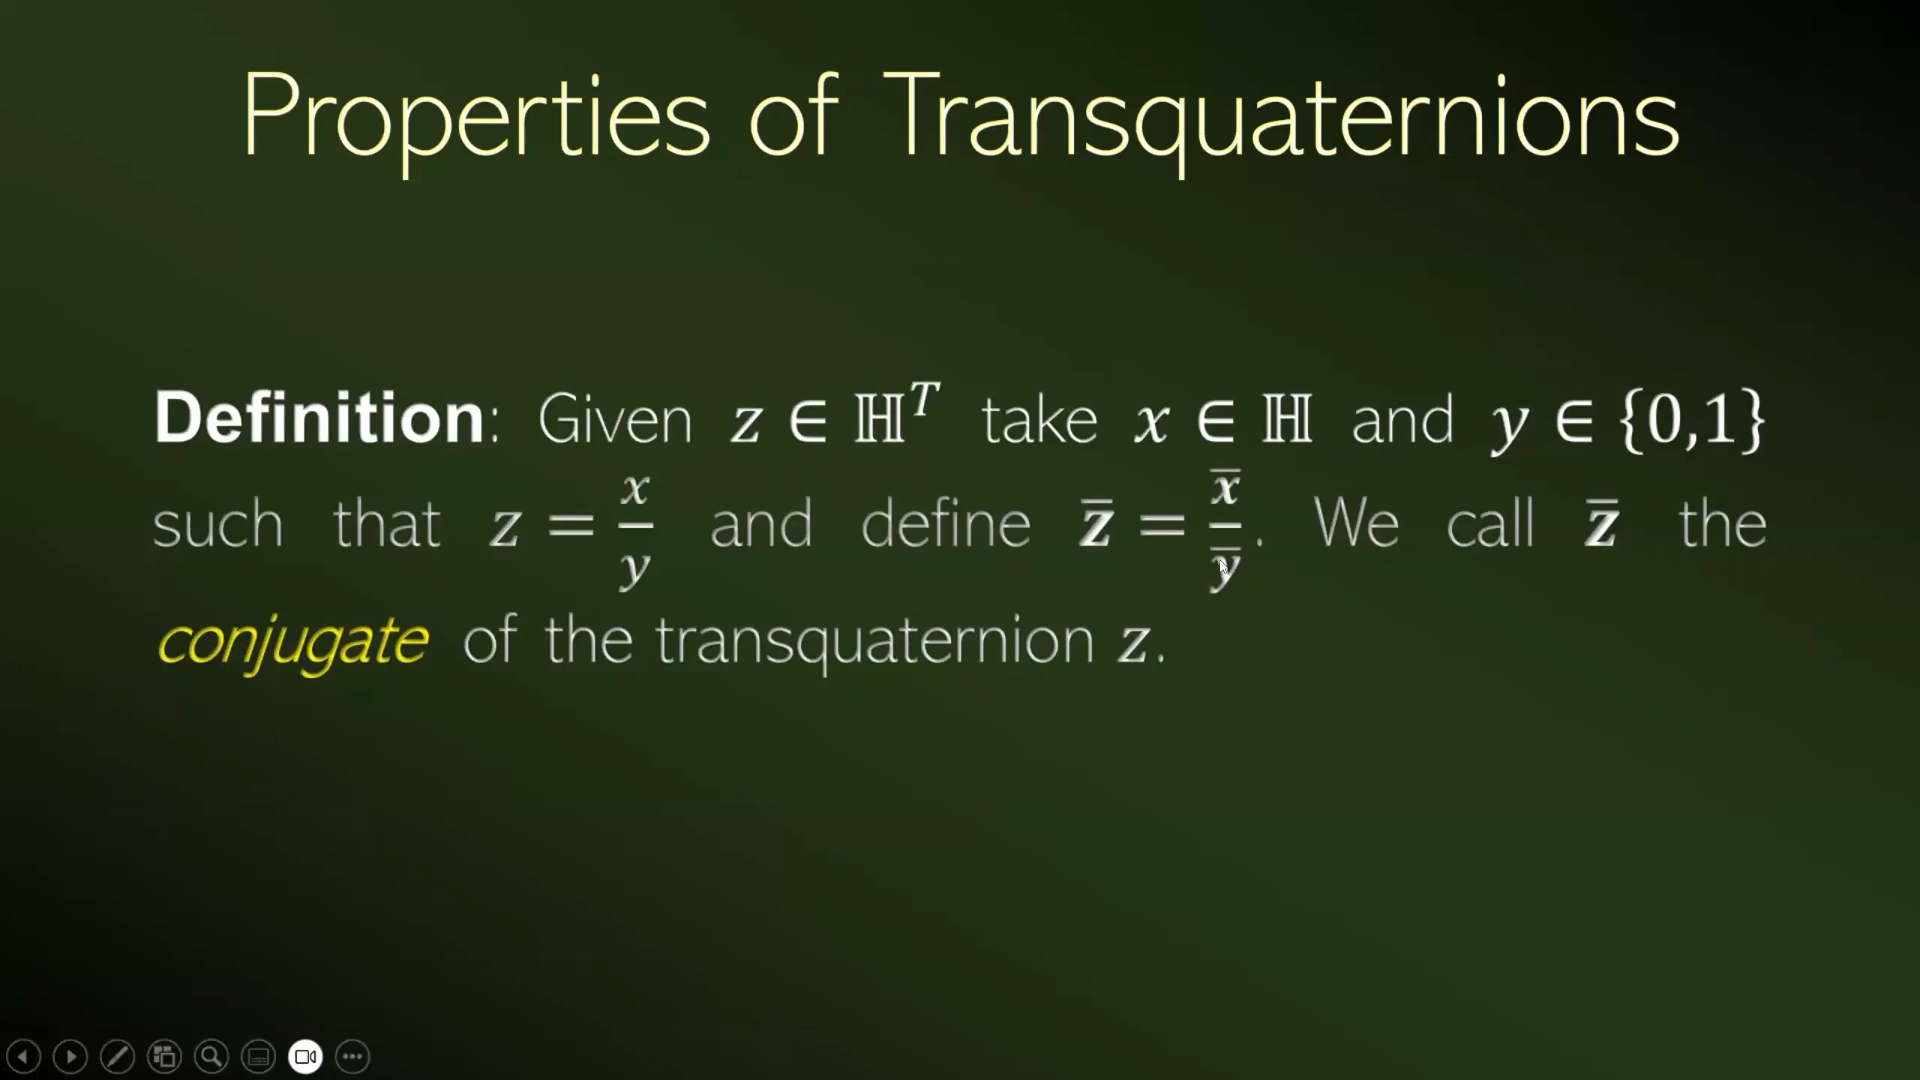 Properties of Transquaternions
Definition: Given z ∈ ℍᵀ take x ∈ ℍ and y ∈ {0,1}
such that z = x/y and define z̅ = x̅/y̅. We call z̅ the
conjugate of the transquaternion z.